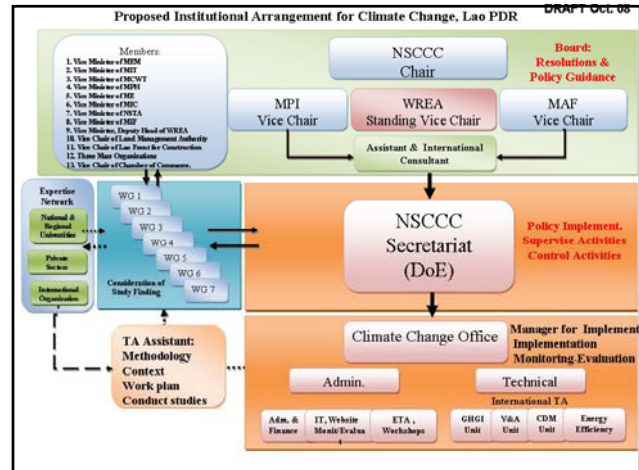 DRAFT Oct. 08
Proposed Institutional Arrangement for Climate Change, Lao PDR
Members:
1. Vice Minister of MEM
2. Vice Minister of MIT
3. Vice Minister of MCWT
4. Vice Minister of MPH
5. Vice Minister of ME
6. Vice Minister of MIC
7. Vice Minister of NSTA
8. Vice Minister of MIF
9. Vice Minister, Deputy Head of WREA
10. Vice Chair of Land Management Authority
11. Vice Chair of Lao Front for Construction
12. Three Mass Organizations
13. Vice Chair of Chamber of Commerce.
NSCCC
Chair
Board:
Resolutions &
Policy Guidance
MPI
Vice Chair
WREA
Standing Vice Chair
MAF
Vice Chair
Assistant & International
Consultant
Expertise
Network
National &
Regional
Universities
Private
Sector
International
Organization
WG 1
WG 2
WG 3
WG 4
WG 5
WG 6
WG 7
Consideration of
Study Finding
NSCCC
Secretariat
(DoE)
Policy Implement.
Supervise Activities
Control Activities
TA Assistant:
Methodology
Context
Work plan
Conduct studies
Climate Change Office
Manager for Implement
Implementation
Monitoring-Evaluation
Admin.
Technical
International TA
Adm. &
Finance
IT, Website
Monit/Evalua
ETA ,
Workshops
GHGI
Unit
V&A
Unit
CDM
Unit
Energy
Efficiency